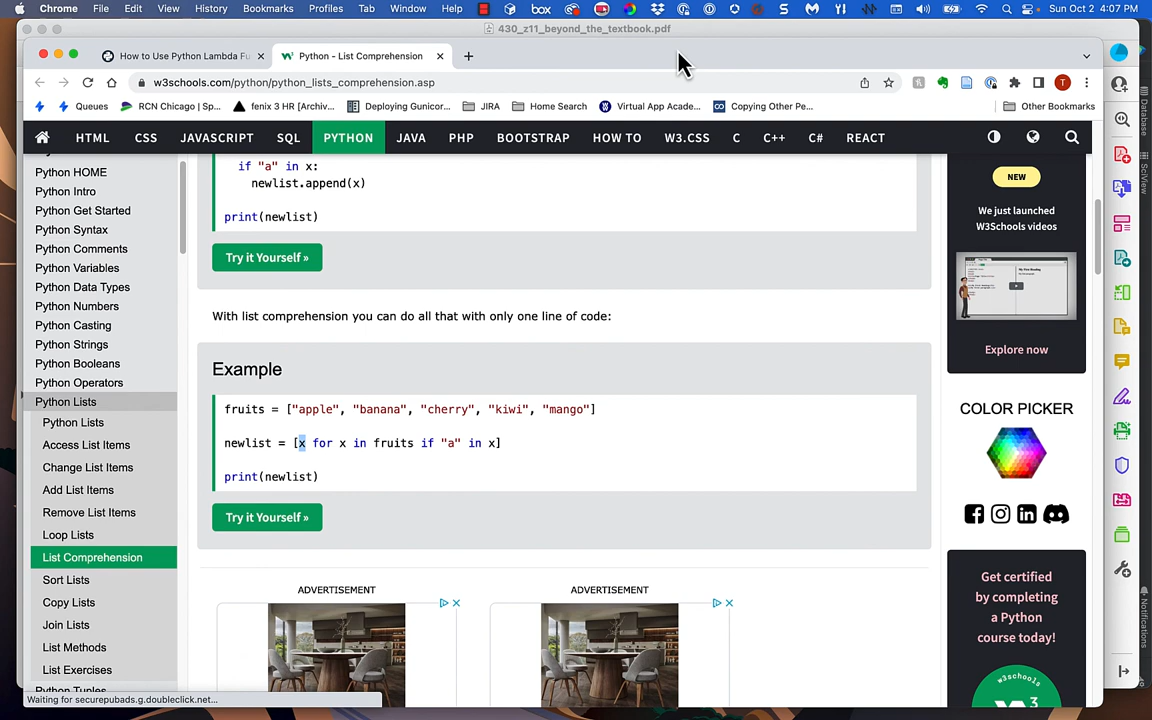 Chrome File Edit View History Bookmarks Profiles Tab Window Help box Sun Oct 2 4:07 PM
430_z11_beyond_the_textbook.pdf
How to Use Python Lambda Fu
Python - List Comprehension
w3schools.com/python/python_lists_comprehension.asp
T
Queues RCN Chicago | Sp... fenix 3 HR [Archiv... Deploying Gunicor... JIRA Home Search Virtual App Acade... Copying Other Pe... Other Bookmarks
HTML CSS JAVASCRIPT SQL PYTHON JAVA PHP BOOTSTRAP HOW TO W3.CSS C C++ C# REACT
Python HOME
Python Intro
Python Get Started
Python Syntax
Python Comments
Python Variables
Python Data Types
Python Numbers
Python Casting
Python Strings
Python Booleans
Python Operators
Python Lists
Python Lists
Access List Items
Change List Items
Add List Items
Remove List Items
Loop Lists
List Comprehension
Sort Lists
Copy Lists
Join Lists
List Methods
List Exercises
Python Tuples
Waiting for securepubads.g.doubleclick.net...
if "a" in x:
newlist.append(x)
print(newlist)
Try it Yourself »
With list comprehension you can do all that with only one line of code:
Example
fruits = ["apple", "banana", "cherry", "kiwi", "mango"]
newlist = [x for x in fruits if "a" in x]
print(newlist)
Try it Yourself »
ADVERTISEMENT
ADVERTISEMENT
NEW
We just launched
W3Schools videos
Explore now
COLOR PICKER
Get certified
by completing
a Python
course today!
w3schools
Database
SciView
Notifications